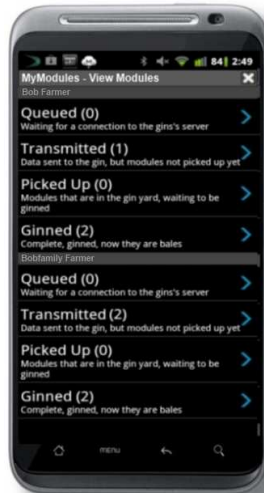 84 2:49
MyModules - View Modules
Bob Farmer
Queued (0)
Waiting for a connection to the gins's server
Transmitted (1)
Data sent to the gin, but modules not picked up yet
Picked Up (0)
Modules that are in the gin yard, waiting to be
ginned
Ginned (2)
Complete, ginned, now they are bales
Bobfamily Farmer
Queued (0)
Waiting for a connection to the gins's server
Transmitted (2)
Data sent to the gin, but modules not picked up yet
Picked Up (0)
Modules that are in the gin yard, waiting to be
ginned
Ginned (2)
Complete, ginned, now they are bales
MENU